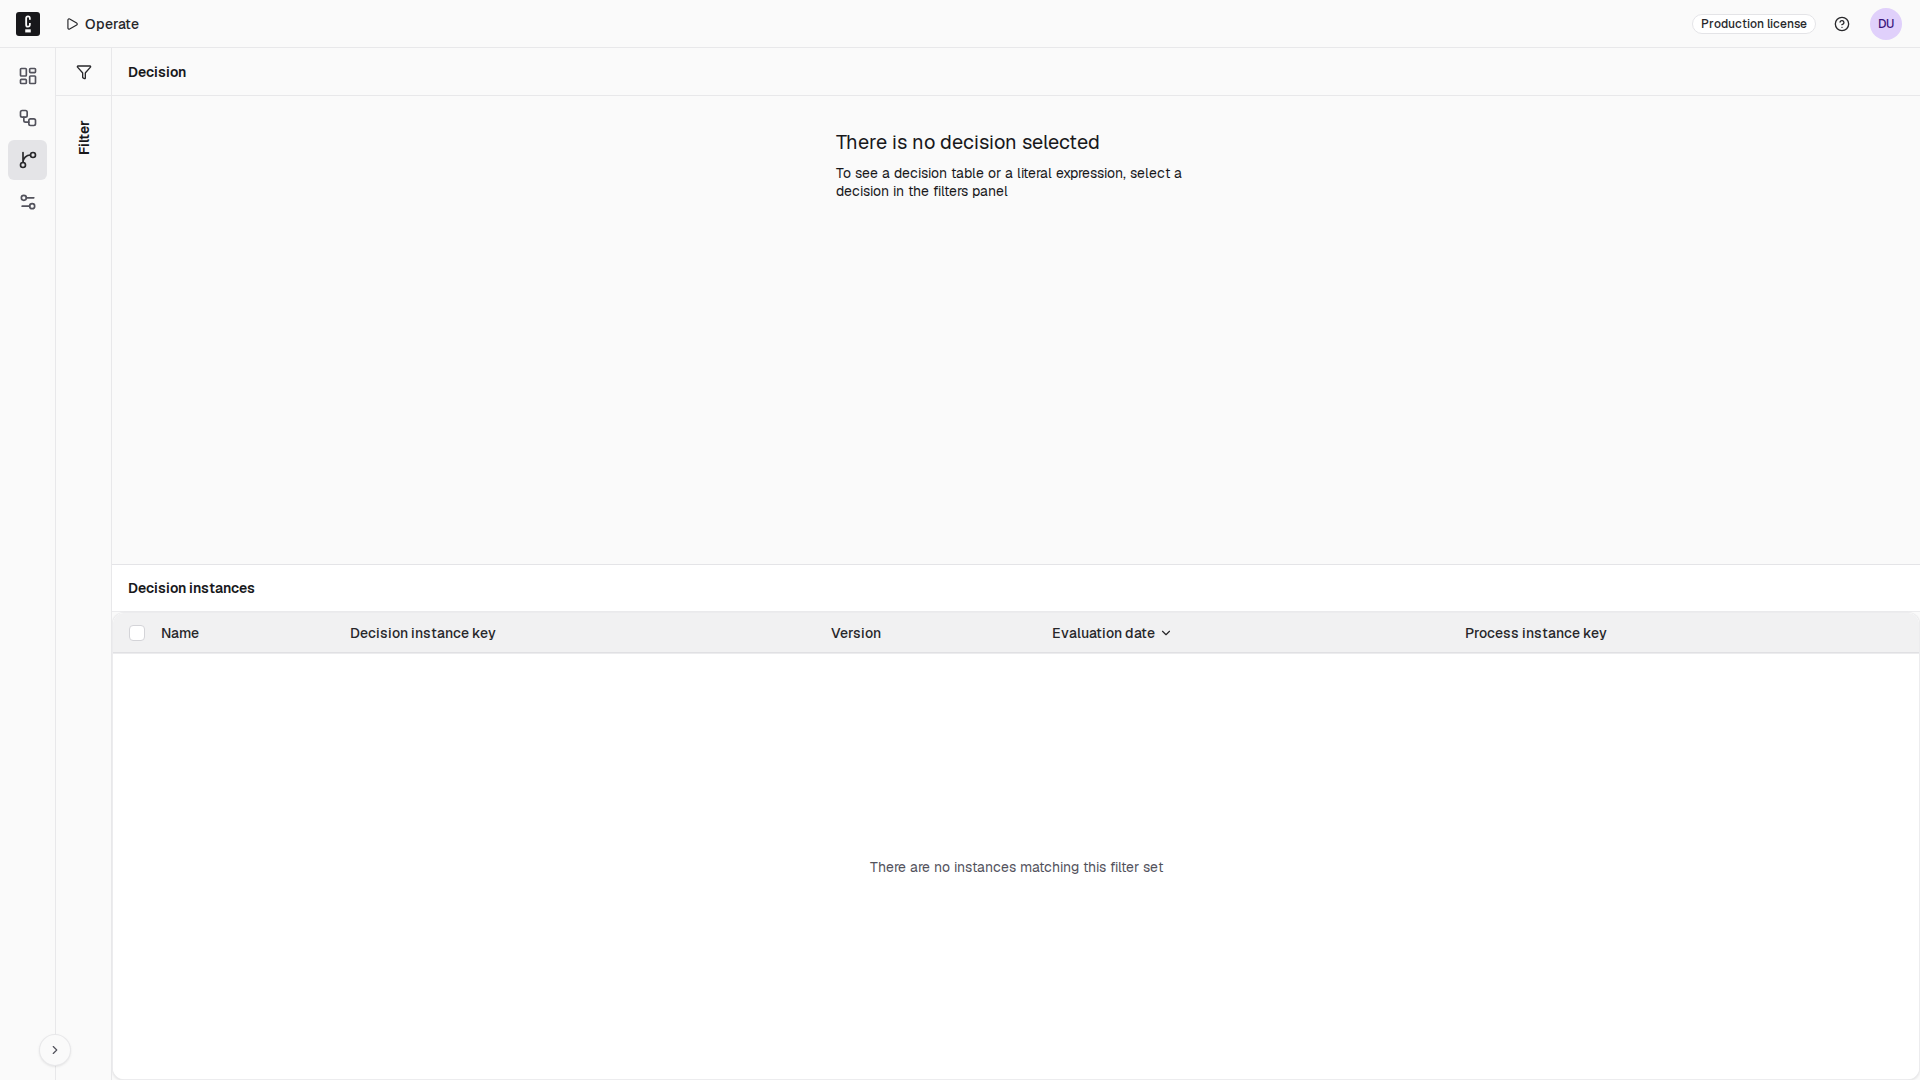 Operate
Production license
DU
Filter
Decision
There is no decision selected
To see a decision table or a literal expression, select a
decision in the filters panel
Decision instances
Name Decision instance key Version Evaluation date Process instance key
There are no instances matching this filter set